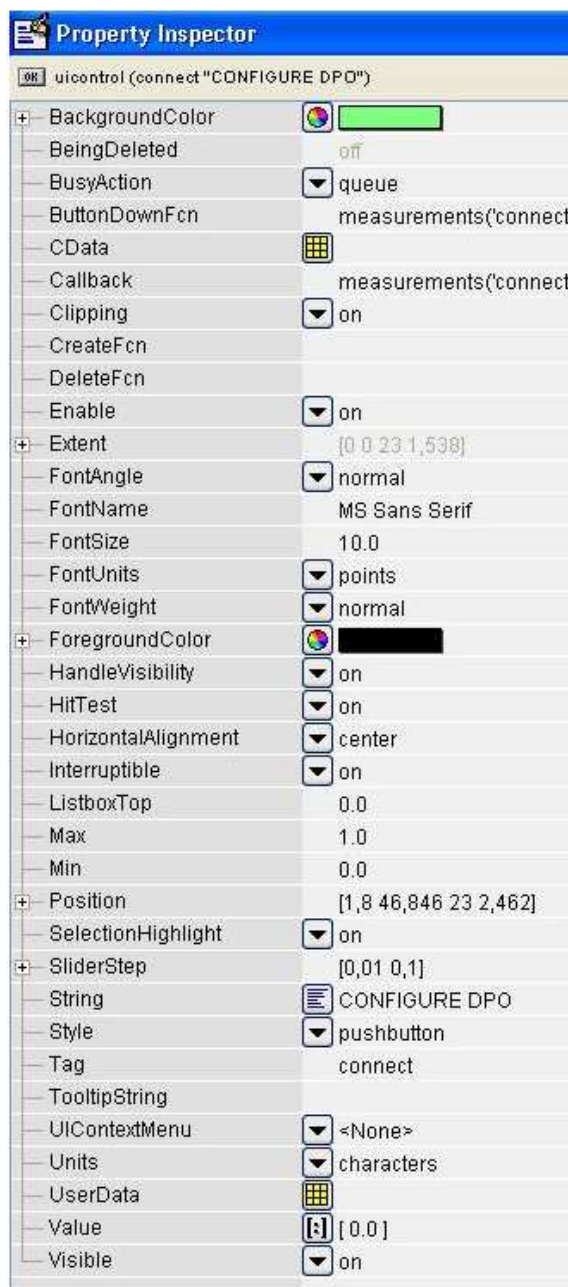 Property Inspector
OK uicontrol (connect "CONFIGURE DPO")
BackgroundColor
BeingDeleted off
BusyAction queue
ButtonDownFcn measurements('connect
CData
Callback measurements('connect
Clipping on
CreateFcn
DeleteFcn
Enable on
Extent [0 0 23 1,538]
FontAngle normal
FontName MS Sans Serif
FontSize 10.0
FontUnits points
FontWeight normal
ForegroundColor
HandleVisibility on
HitTest on
HorizontalAlignment center
Interruptible on
ListboxTop 0.0
Max 1.0
Min 0.0
Position [1,8 46,846 23 2,462]
SelectionHighlight on
SliderStep [0,01 0,1]
String CONFIGURE DPO
Style pushbutton
Tag connect
TooltipString
UIContextMenu <None>
Units characters
UserData
Value [:] [ 0.0 ]
Visible on